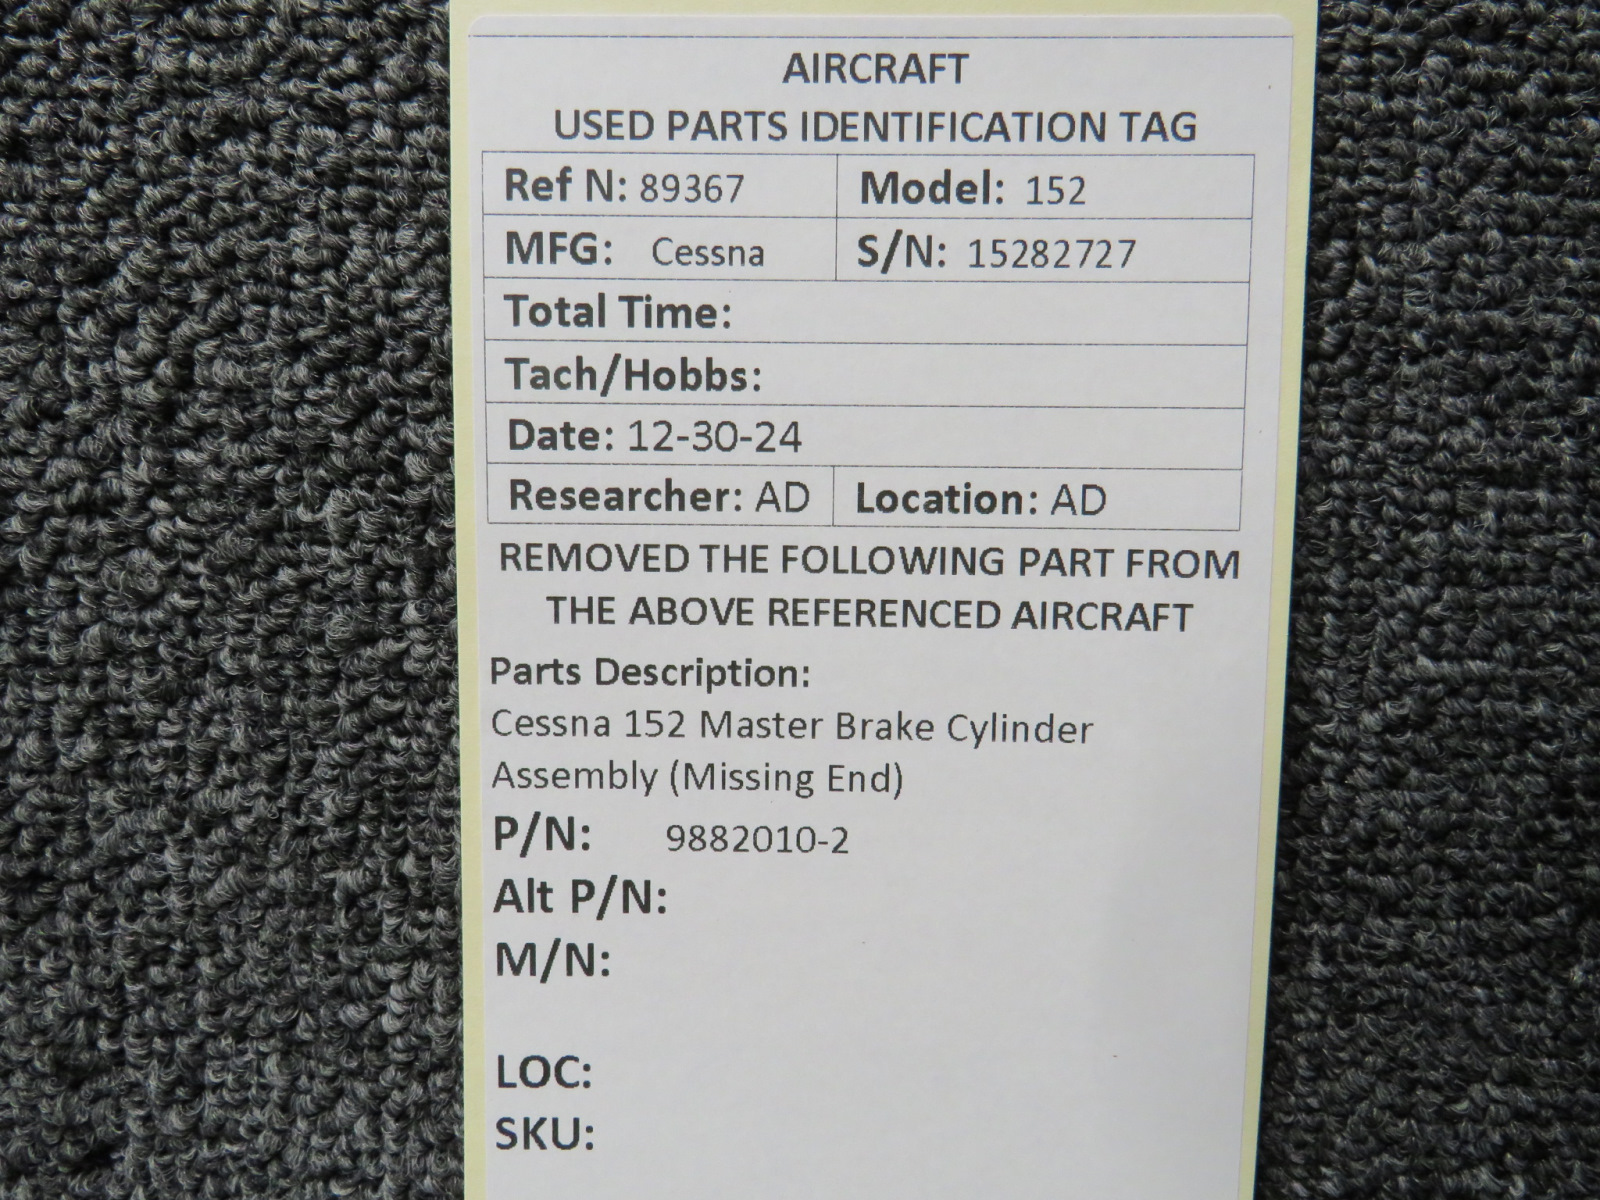 AIRCRAFT
USED PARTS IDENTIFICATION TAG
Ref N: 89367 Model: 152
MFG: Cessna S/N: 15282727
Total Time:
Tach/Hobbs:
Date: 12-30-24
Researcher: AD Location: AD
REMOVED THE FOLLOWING PART FROM
THE ABOVE REFERENCED AIRCRAFT
Parts Description:
Cessna 152 Master Brake Cylinder
Assembly (Missing End)
P/N: 9882010-2
Alt P/N:
M/N:
LOC:
SKU: